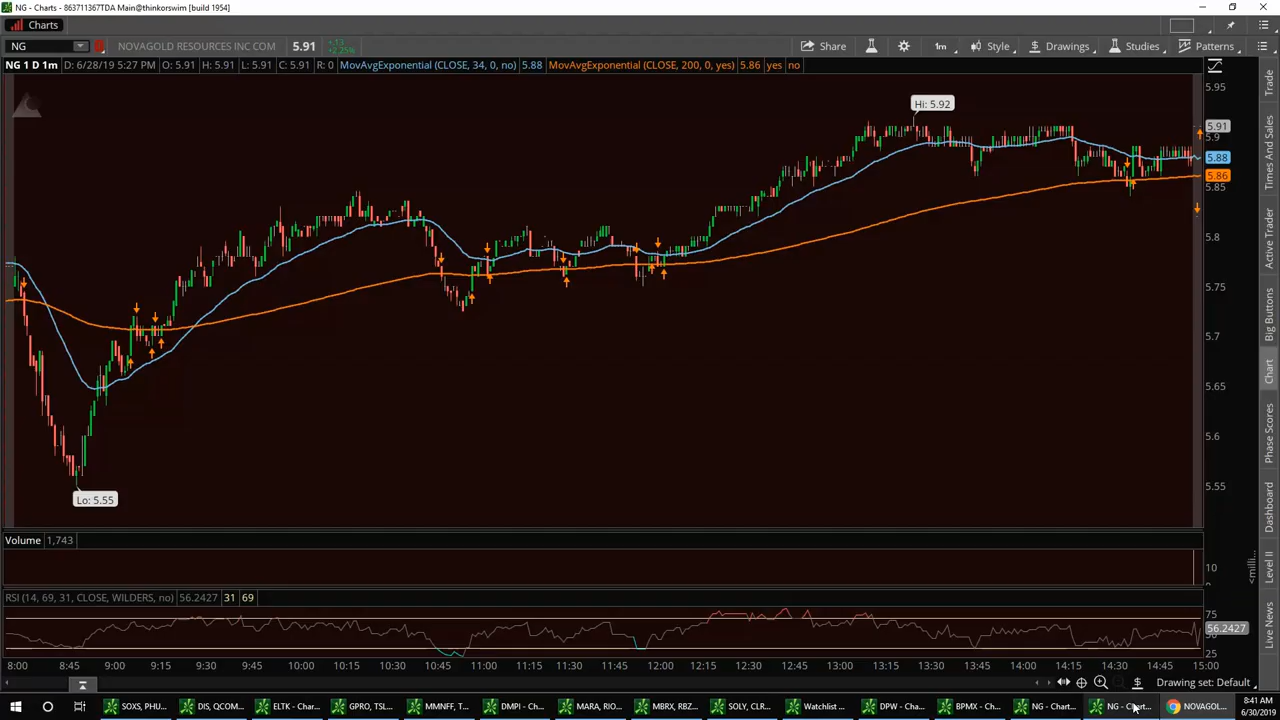 NG - Charts - 863711367TDA Main@thinkorswim [build 1954]
Charts
NG NOVAGOLD RESOURCES INC COM 5.91 +.13 +2.25% Share 1m Style Drawings Studies Patterns
NG 1 D 1m D: 6/28/19 5:27 PM O: 5.91 H: 5.91 L: 5.91 C: 5.91 R: 0 MovAvgExponential (CLOSE, 34, 0, no) 5.88 MovAvgExponential (CLOSE, 200, 0, yes) 5.86 yes no
5.95
Hi: 5.92
5.91
5.9
5.88
5.86
5.85
5.8
5.75
5.7
5.65
5.6
5.55
Lo: 5.55
Volume 1,743
10
<milli...
RSI (14, 69, 31, CLOSE, WILDERS, no) 56.2427 31 69
75
56.2427
25
8:00 8:45 9:00 9:15 9:30 9:45 10:00 10:15 10:30 10:45 11:00 11:15 11:30 11:45 12:00 12:15 12:30 12:45 13:00 13:15 13:30 13:45 14:00 14:15 14:30 14:45 15:00
Drawing set: Default
Trade
Times And Sales
Active Trader
Big Buttons
Chart
Phase Scores
Dashboard
Level II
Live News
SOXS, PHU... DIS, QCOM... ELTK - Char... GPRO, TSL... MMNFF, T... DMPI - Cha... MARA, RIO... MBRX, RBZ... SOLY, CLR... Watchlist ... DPW - Cha... BPMX - Ch... NG - Chart... NG - Chart... NOVAGOL...
8:41 AM
6/30/2019